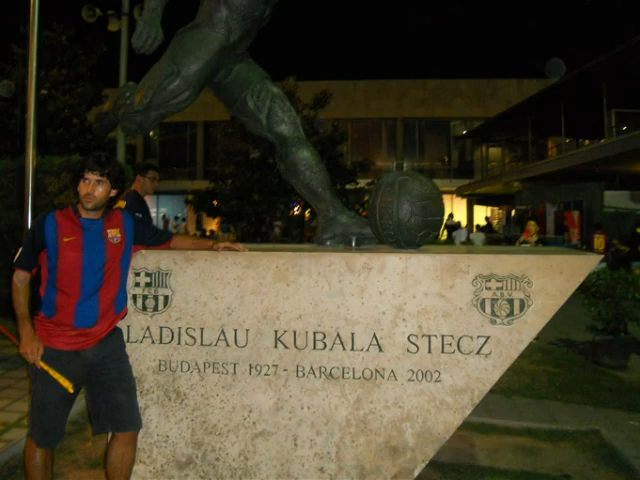 F C B
A.B.V.
LADISLAU KUBALA STECZ
BUDAPEST 1927 - BARCELONA 2002